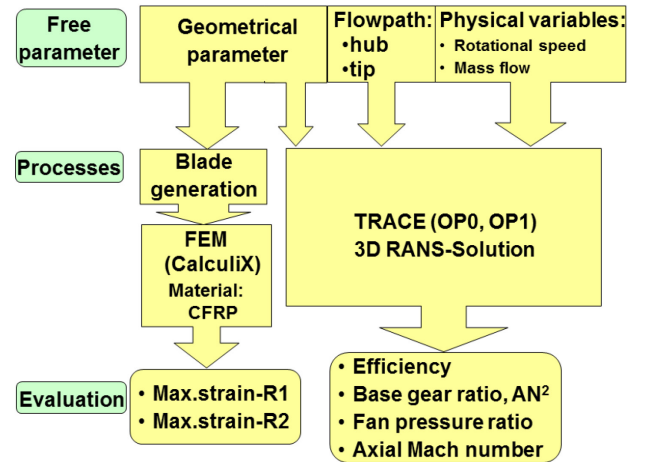 Free
parameter
Geometrical
parameter
Flowpath:
•hub
•tip
Physical variables:
• Rotational speed
• Mass flow
Processes
Blade
generation
FEM
(CalculiX)
Material:
CFRP
TRACE (OP0, OP1)
3D RANS-Solution
Evaluation
• Max.strain-R1
• Max.strain-R2
• Efficiency
• Base gear ratio, AN²
• Fan pressure ratio
• Axial Mach number